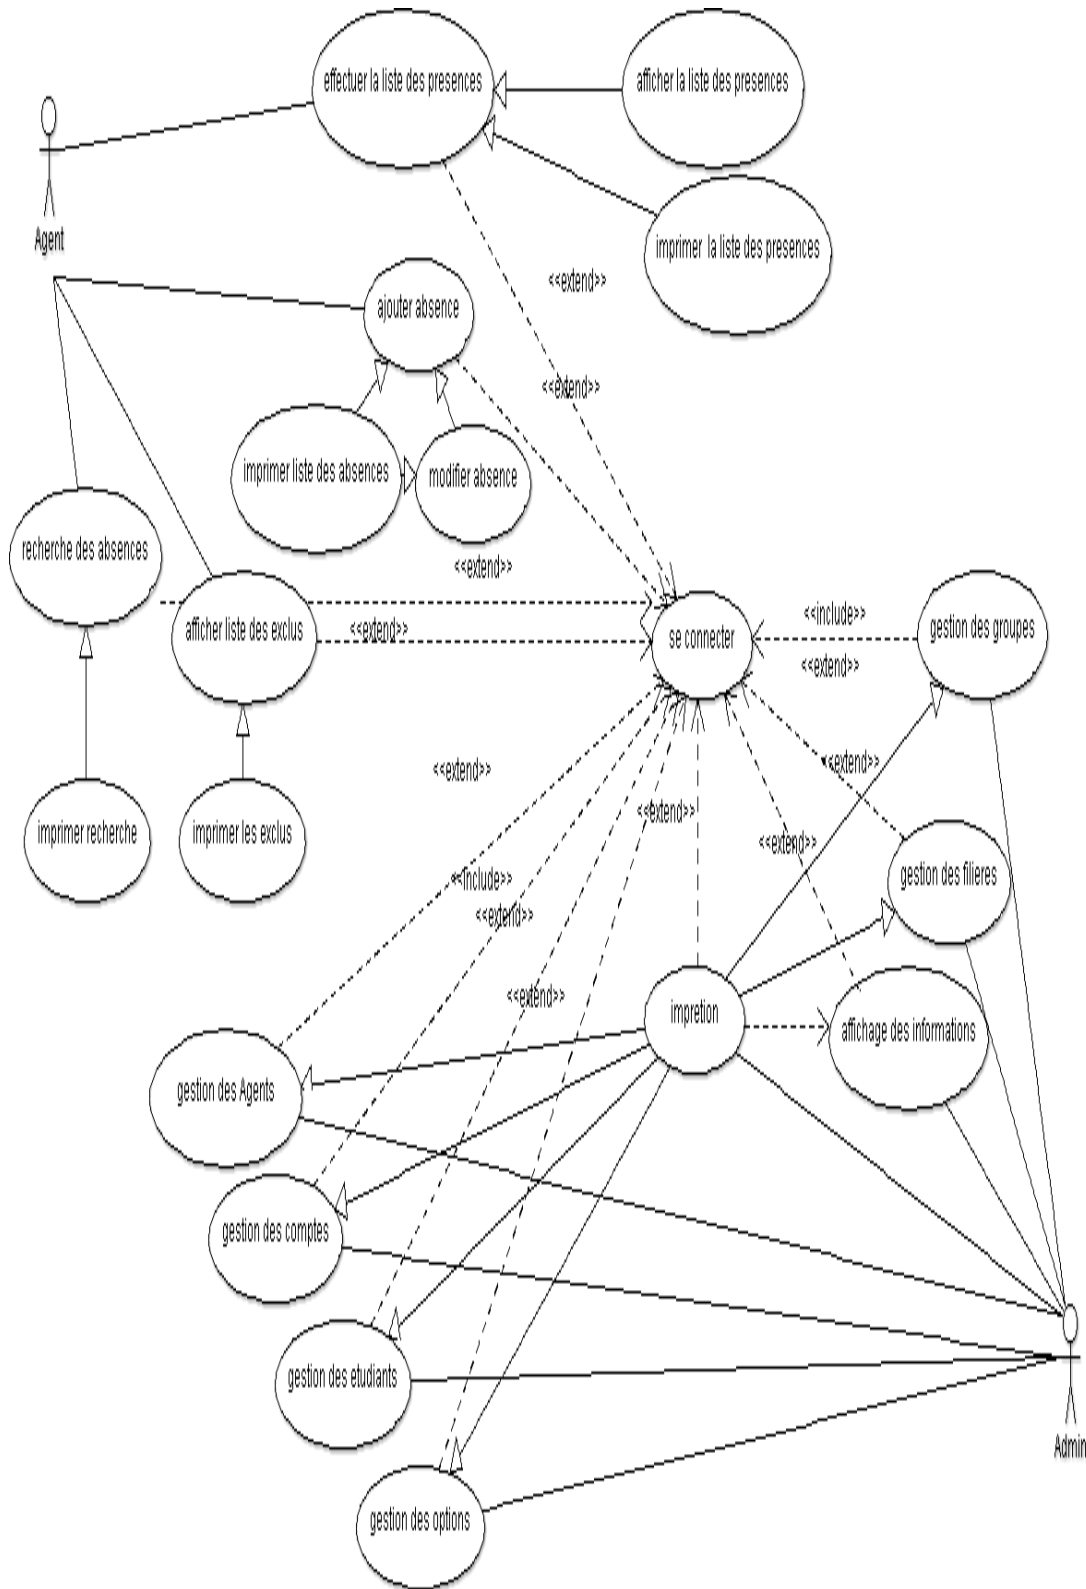 effectuer la liste des presences
afficher la liste des presences
Agent
imprimer la liste des presences
<<extend>>
ajouter absence
<<extend>>
imprimer liste des absences
modifier absence
recherche des absences
<<extend>>
afficher liste des exclus
<<extend>>
se connecter
<<include>>
gestion des groupes
<<extend>>
<<extend>>
<<extend>>
imprimer recherche
imprimer les exclus
<<extend>>
<<extend>>
<<include>>
gestion des filieres
<<extend>>
<<extend>>
impretion
affichage des informations
gestion des Agents
gestion des comptes
gestion des etudiants
Admin
gestion des options